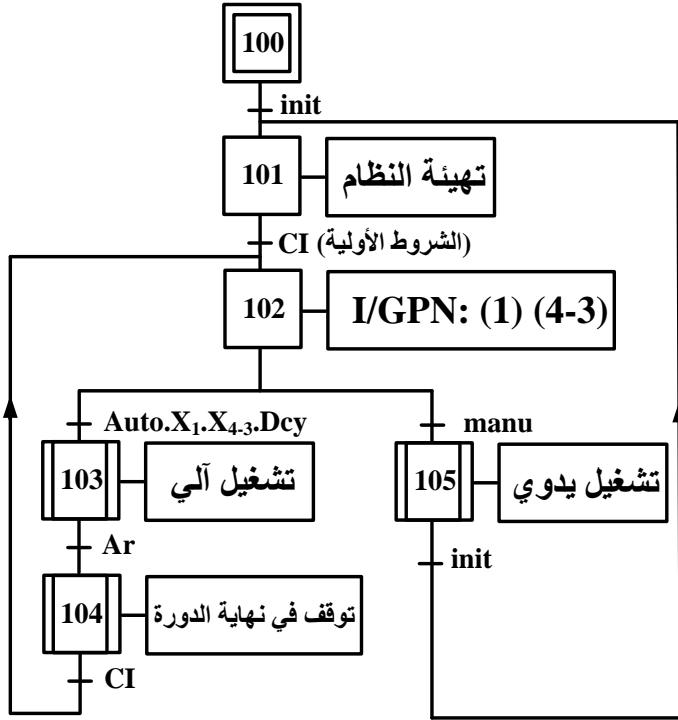 100
init
101
تهيئة النظام
CI (الشروط الأولية)
102
I/GPN: (1) (4-3)
Auto.X1.X4-3.Dcy
manu
103
تشغيل آلي
105
تشغيل يدوي
Ar
init
104
توقف في نهاية الدورة
CI